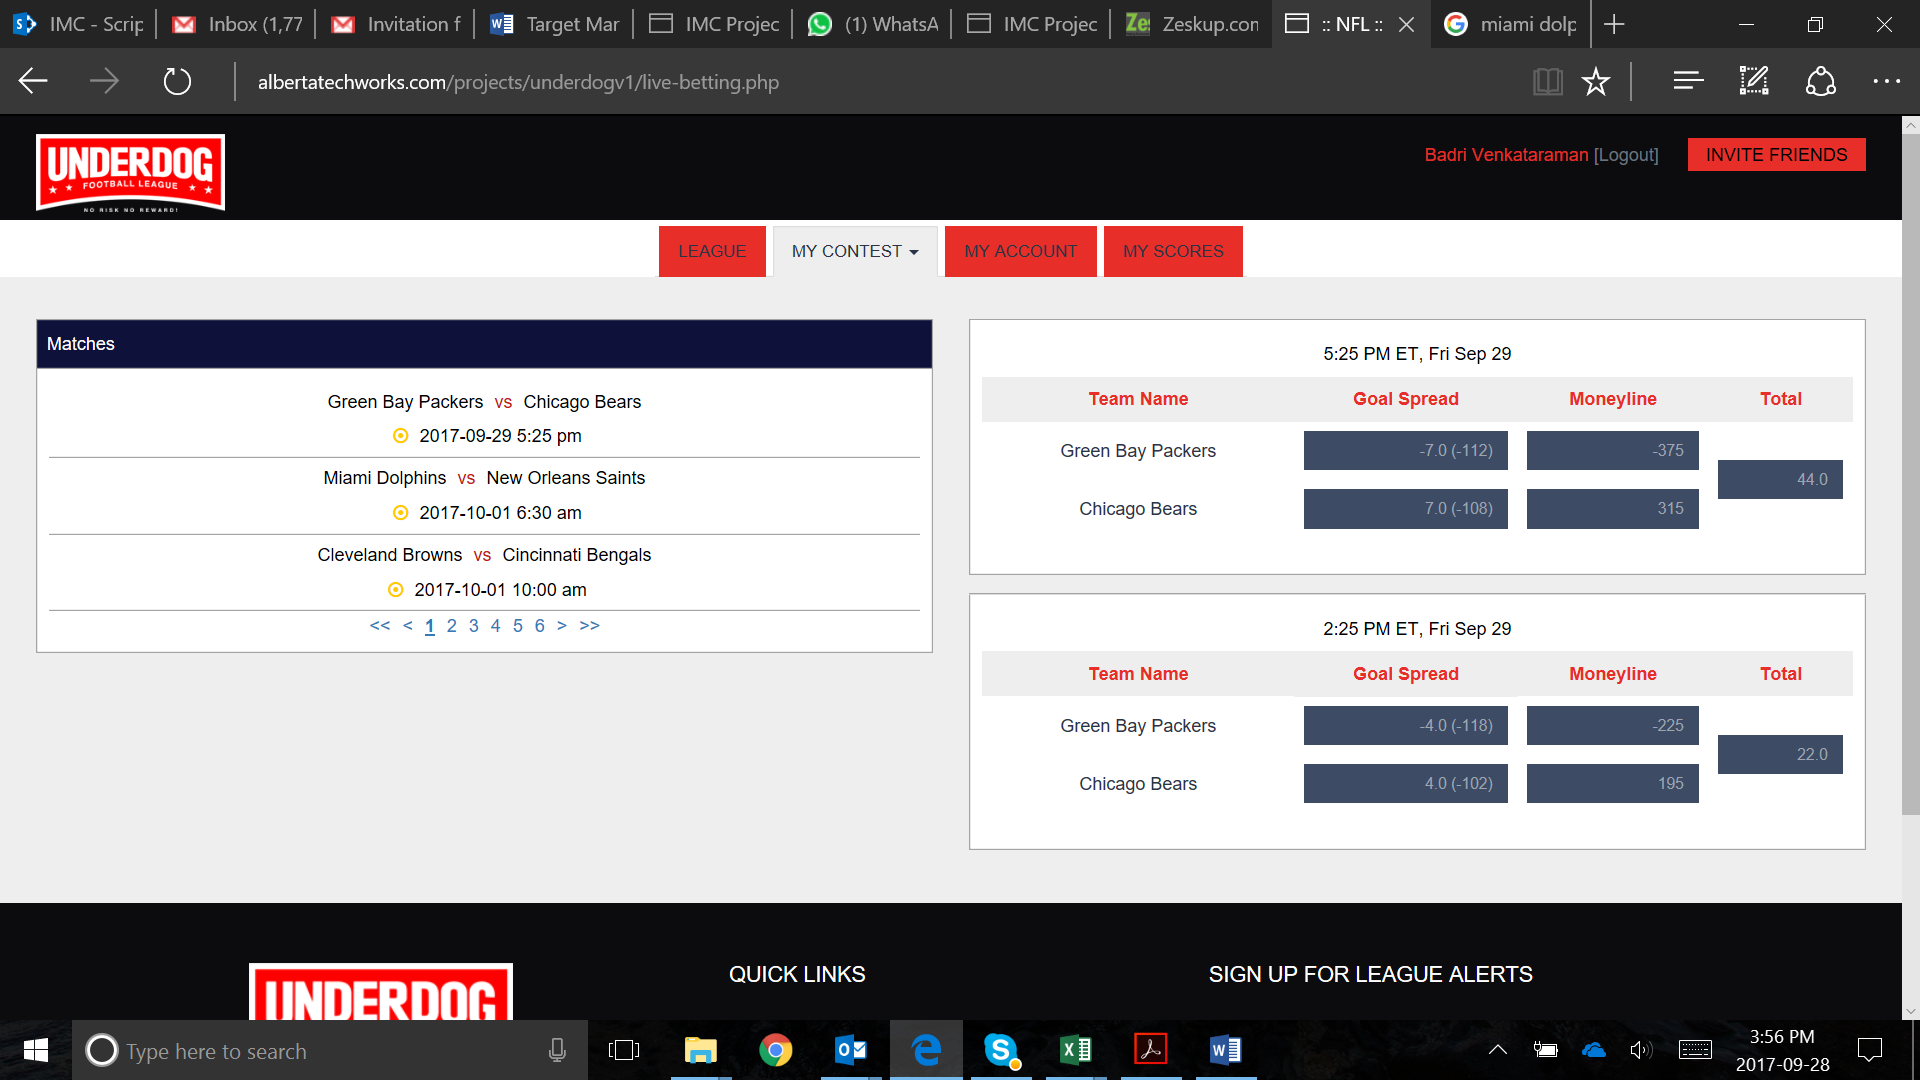 IMC - Scrip
Inbox (1,77
Invitation f
Target Mar
IMC Projec
(1) WhatsA
IMC Projec
Zeskup.con
:: NFL ::
miami dolp
albertatechworks.com/projects/underdogv1/live-betting.php
UNDERDOG
FOOTBALL LEAGUE
NO RISK NO REWARD!
Badri Venkataraman [Logout]
INVITE FRIENDS
LEAGUE
MY CONTEST
MY ACCOUNT
MY SCORES
Matches
Green Bay Packers vs Chicago Bears
2017-09-29 5:25 pm
Miami Dolphins vs New Orleans Saints
2017-10-01 6:30 am
Cleveland Browns vs Cincinnati Bengals
2017-10-01 10:00 am
<< < 1 2 3 4 5 6 > >>
5:25 PM ET, Fri Sep 29
Team Name Goal Spread Moneyline Total
Green Bay Packers -7.0 (-112) -375
44.0
Chicago Bears 7.0 (-108) 315
2:25 PM ET, Fri Sep 29
Team Name Goal Spread Moneyline Total
Green Bay Packers -4.0 (-118) -225
22.0
Chicago Bears 4.0 (-102) 195
UNDERDOG
QUICK LINKS
SIGN UP FOR LEAGUE ALERTS
Type here to search
3:56 PM
2017-09-28